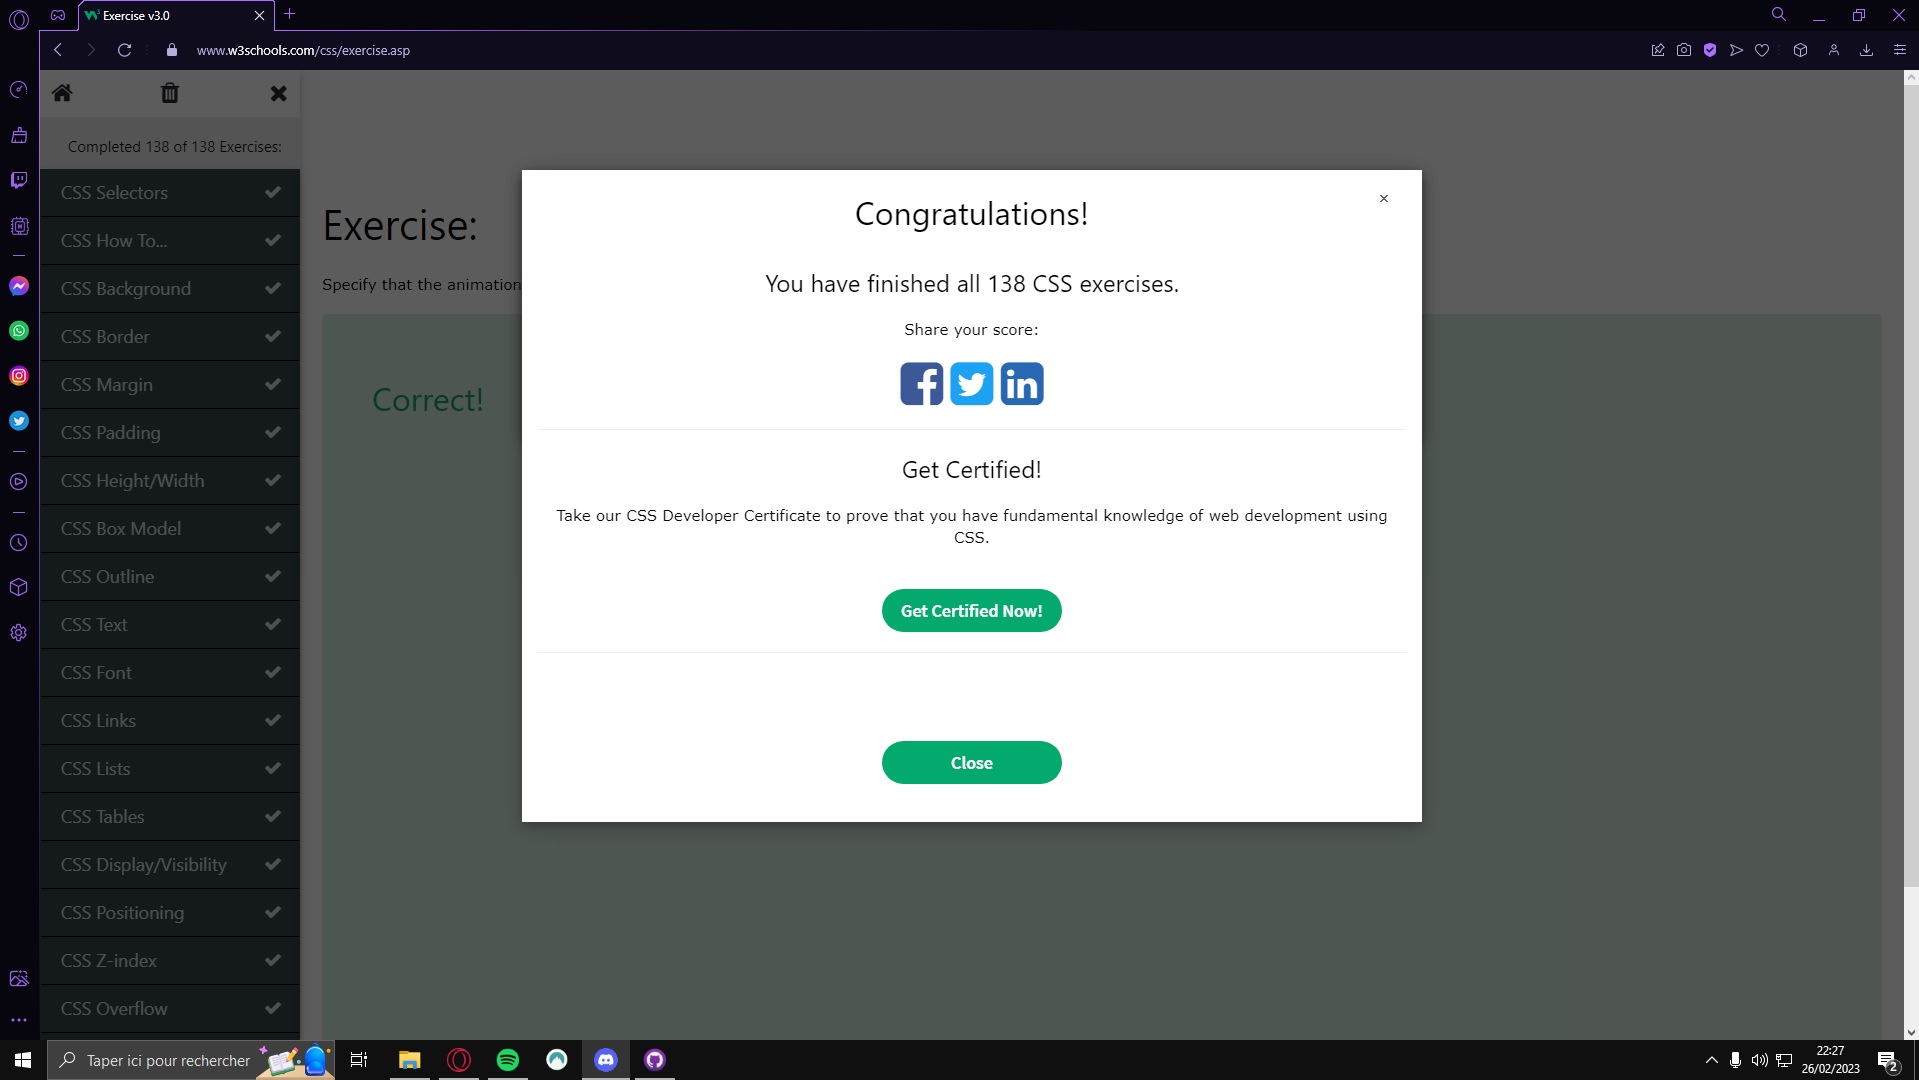 Exercise v3.0
www.w3schools.com/css/exercise.asp
Completed 138 of 138 Exercises:
CSS Selectors
CSS How To...
CSS Background
CSS Border
CSS Margin
CSS Padding
CSS Height/Width
CSS Box Model
CSS Outline
CSS Text
CSS Font
CSS Links
CSS Lists
CSS Tables
CSS Display/Visibility
CSS Positioning
CSS Z-index
CSS Overflow
Exercise:
Specify that the animation
Correct!
Congratulations!
You have finished all 138 CSS exercises.
Share your score:
Get Certified!
Take our CSS Developer Certificate to prove that you have fundamental knowledge of web development using
CSS.
Get Certified Now!
Close
Taper ici pour rechercher
22:27
26/02/2023
2